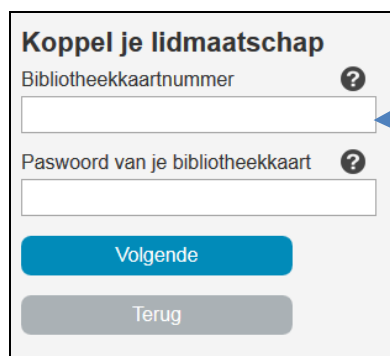 Koppel je lidmaatschap
Bibliotheekkaartnummer ?
Paswoord van je bibliotheekkaart ?
Volgende
Terug